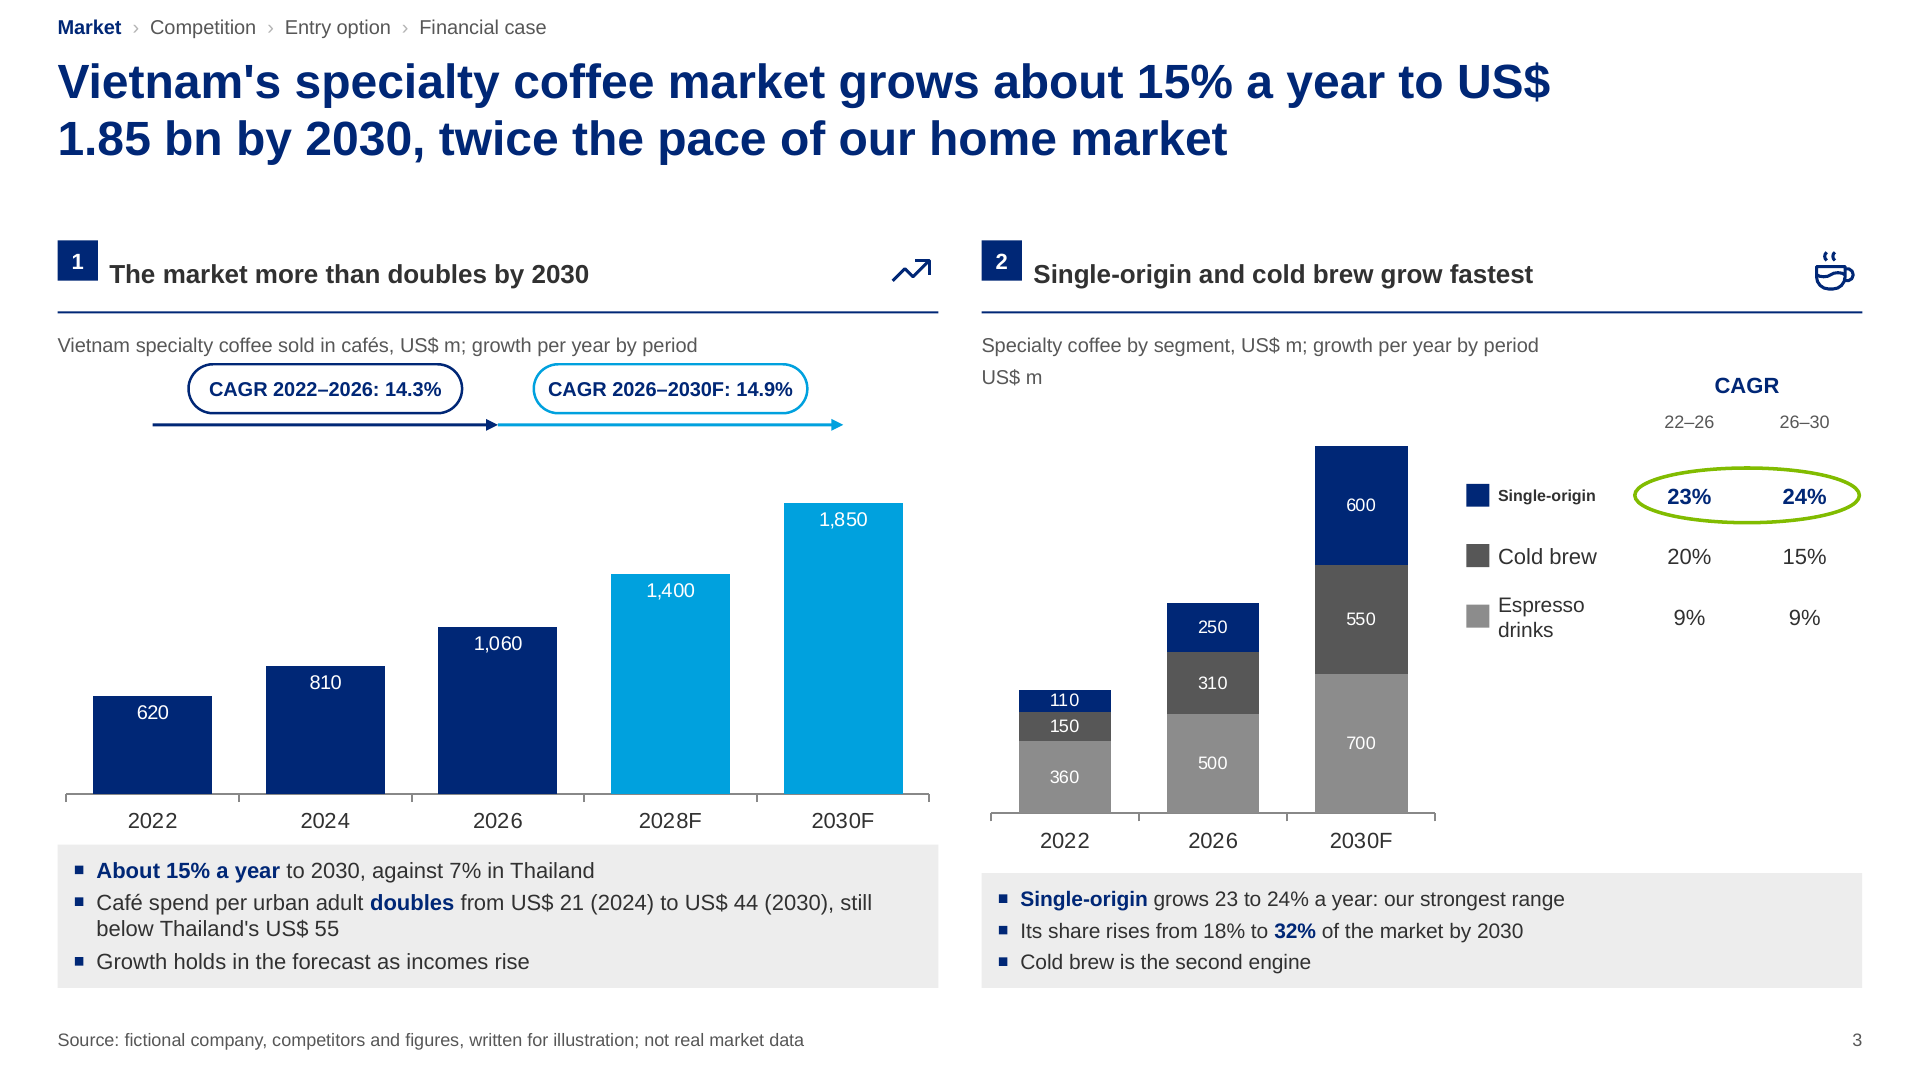 Market › Competition › Entry option › Financial case
Vietnam's specialty coffee market grows about 15% a year to US$
1.85 bn by 2030, twice the pace of our home market
1 The market more than doubles by 2030
Vietnam specialty coffee sold in cafés, US$ m; growth per year by period
CAGR 2022–2026: 14.3% CAGR 2026–2030F: 14.9%
1,850
1,400
1,060
810
620
2022 2024 2026 2028F 2030F
■ About 15% a year to 2030, against 7% in Thailand
■ Café spend per urban adult doubles from US$ 21 (2024) to US$ 44 (2030), still
below Thailand's US$ 55
■ Growth holds in the forecast as incomes rise
2 Single-origin and cold brew grow fastest
Specialty coffee by segment, US$ m; growth per year by period
US$ m
110
150
360
250
310
500
600
550
700
2022 2026 2030F
CAGR
22–26 26–30
Single-origin 23% 24%
Cold brew 20% 15%
Espresso
drinks 9% 9%
■ Single-origin grows 23 to 24% a year: our strongest range
■ Its share rises from 18% to 32% of the market by 2030
■ Cold brew is the second engine
Source: fictional company, competitors and figures, written for illustration; not real market data
3